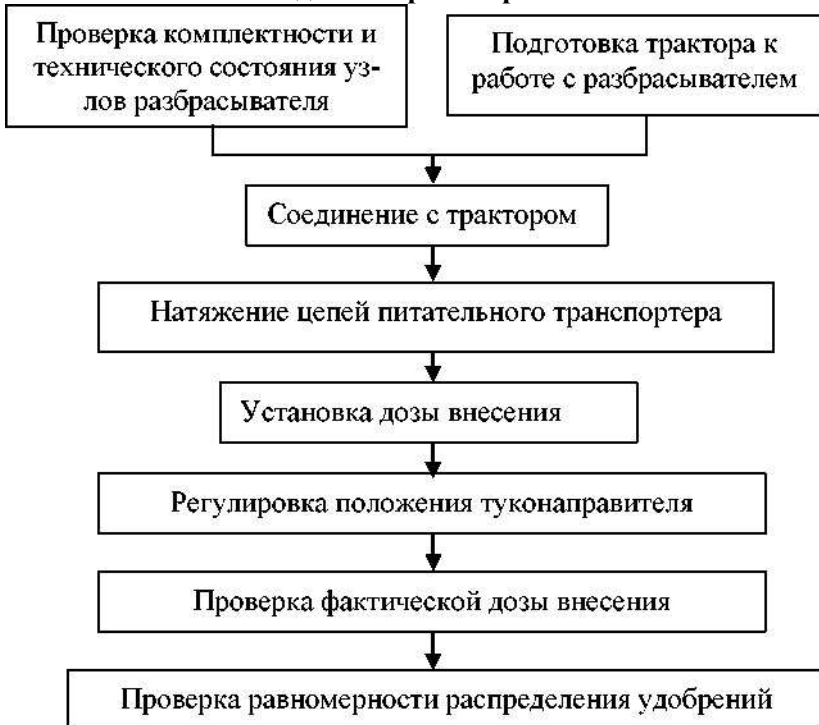 Проверка комплектности и
технического состояния уз-
лов разбрасывателя
Подготовка трактора к
работе с разбрасывателем
Соединение с трактором
Натяжение цепей питательного транспортера
Установка дозы внесения
Регулировка положения туконаправителя
Проверка фактической дозы внесения
Проверка равномерности распределения удобрений